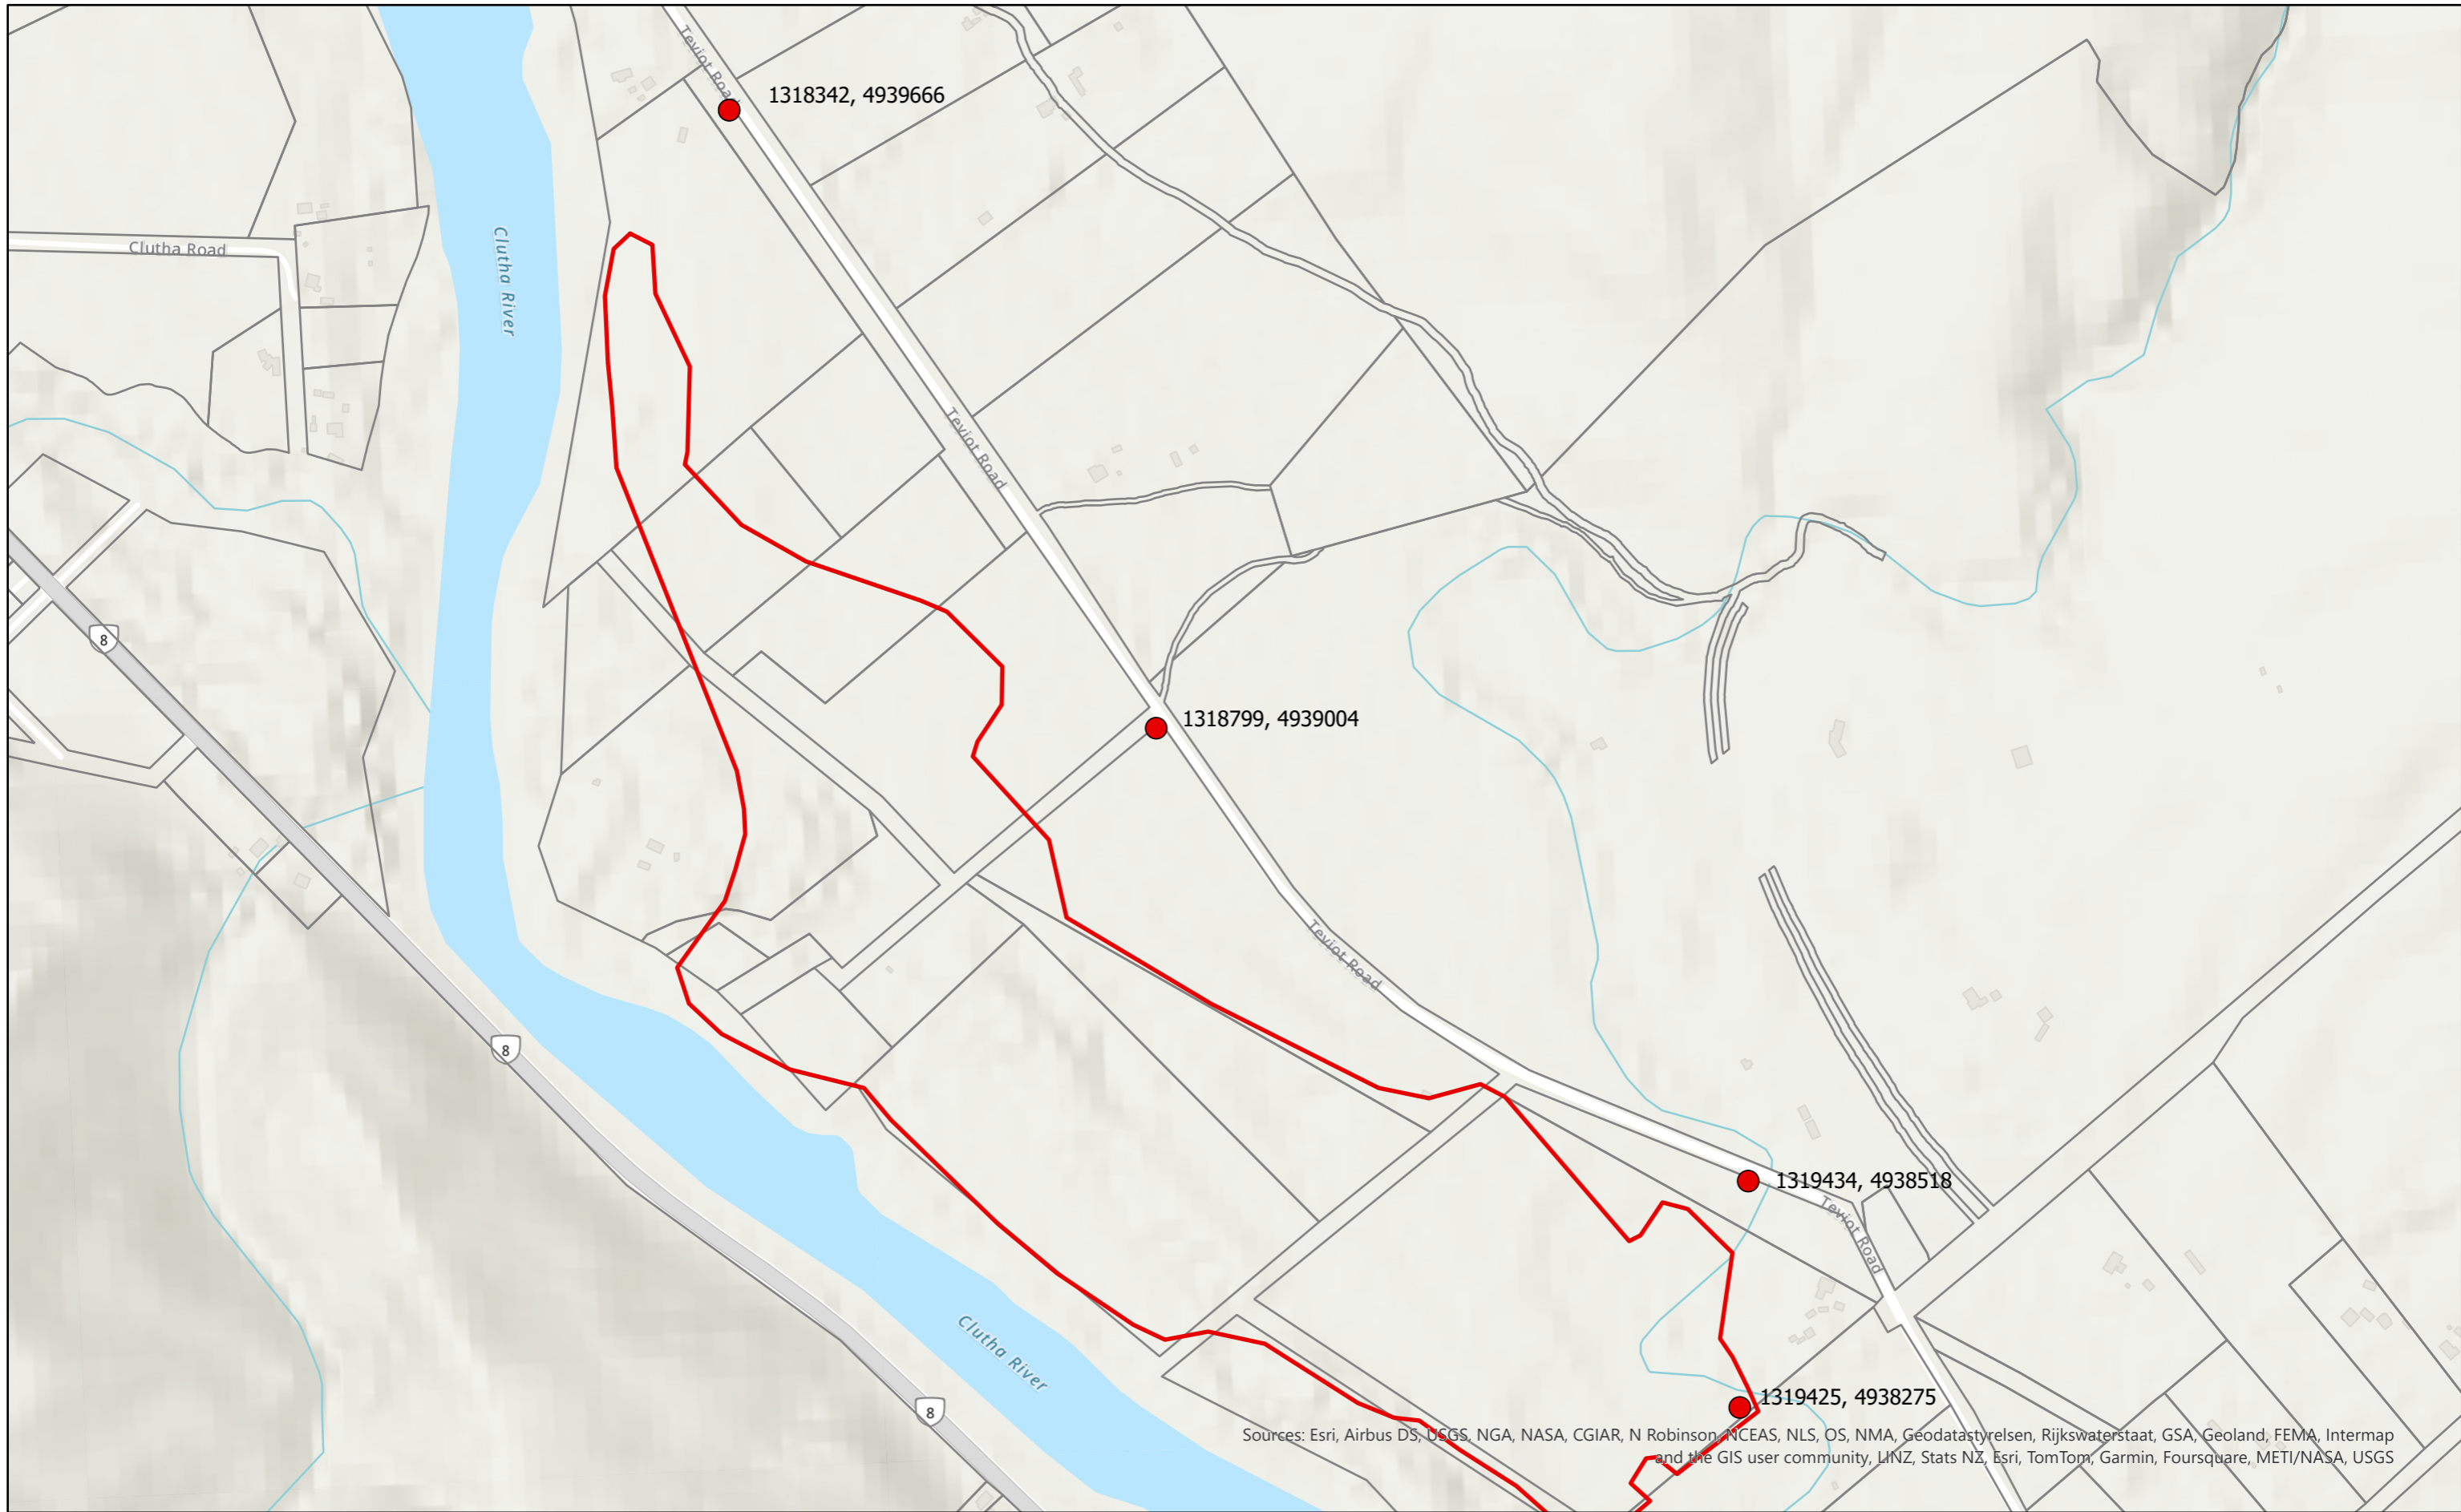 Teviot Road
1318342, 4939666
Clutha Road
Clutha River
Teviot Road
8
1318799, 4939004
Teviot Road
8
1319434, 4938518
Teviot Road
Clutha River
8
1319425, 4938275
Sources: Esri, Airbus DS, USGS, NGA, NASA, CGIAR, N Robinson, NCEAS, NLS, OS, NMA, Geodatastyrelsen, Rijkswaterstaat, GSA, Geoland, FEMA, Intermap
and the GIS user community, LINZ, Stats NZ, Esri, TomTom, Garmin, Foursquare, METI/NASA, USGS